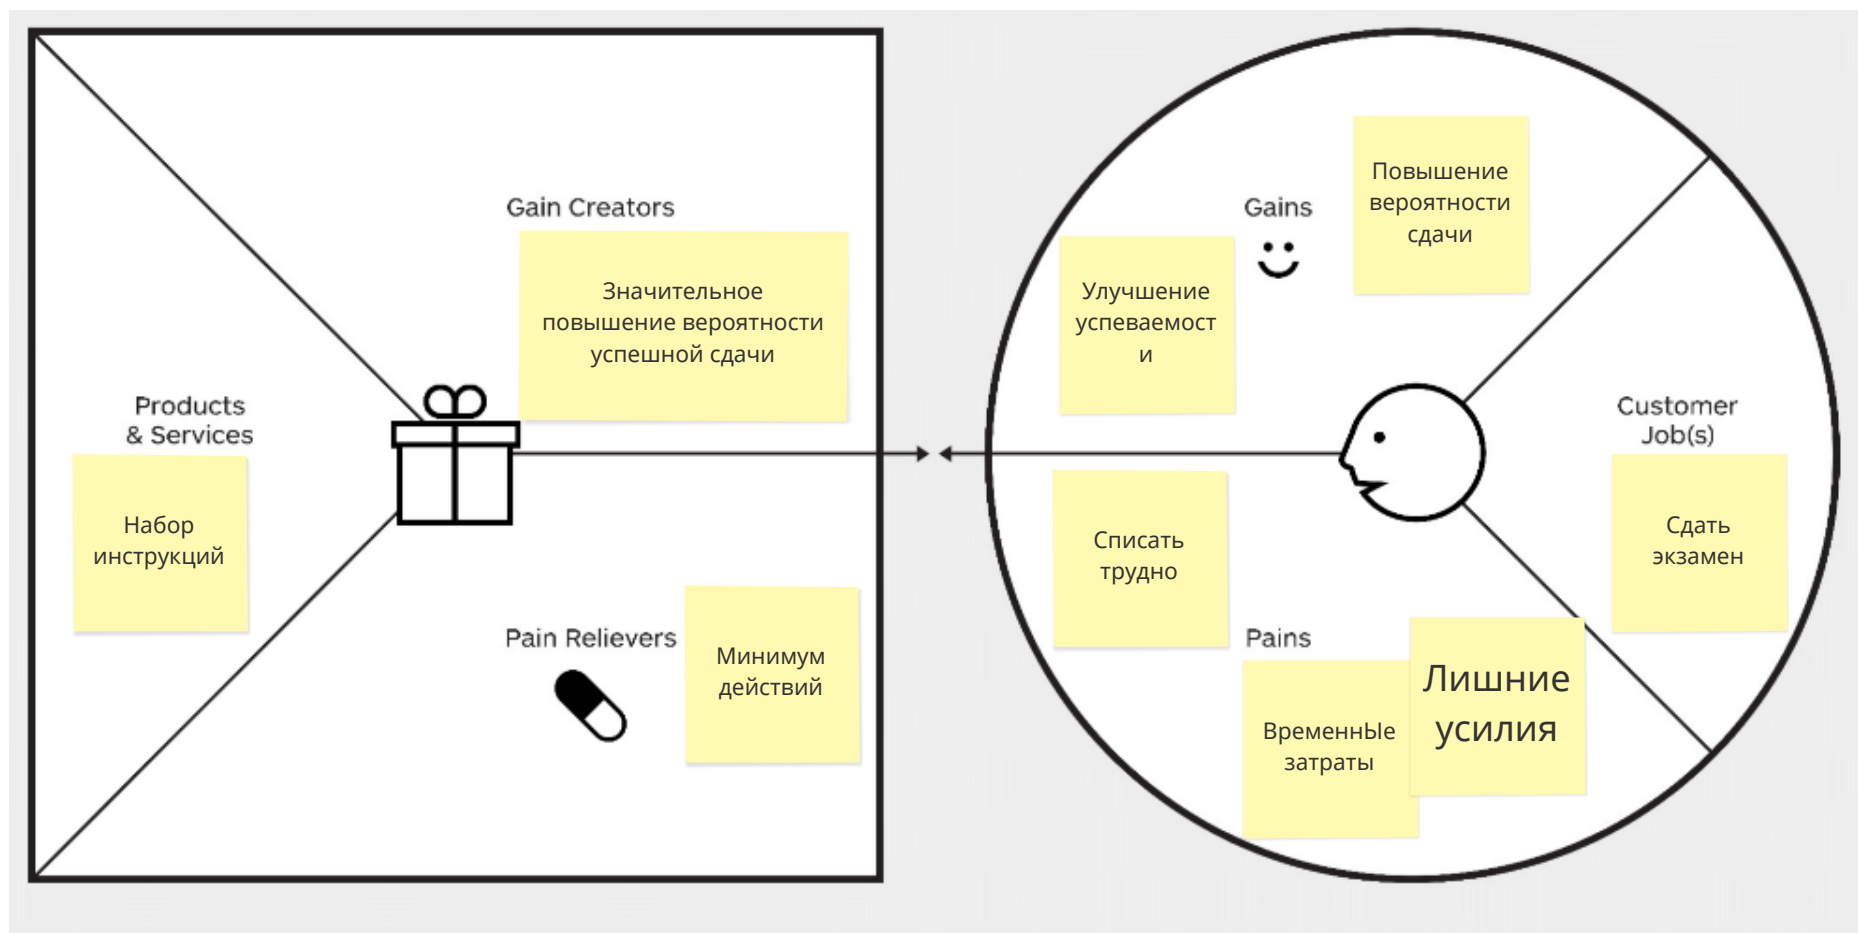 Gain Creators
Значительное
повышение вероятности
успешной сдачи
Products
& Services
Набор
инструкций
Pain Relievers
Минимум
действий
Gains
Повышение
вероятности
сдачи
Улучшение
успеваемост
и
Customer
Job(s)
Сдать
экзамен
Списать
трудно
Pains
ВременнЫе
затраты
Лишние
усилия